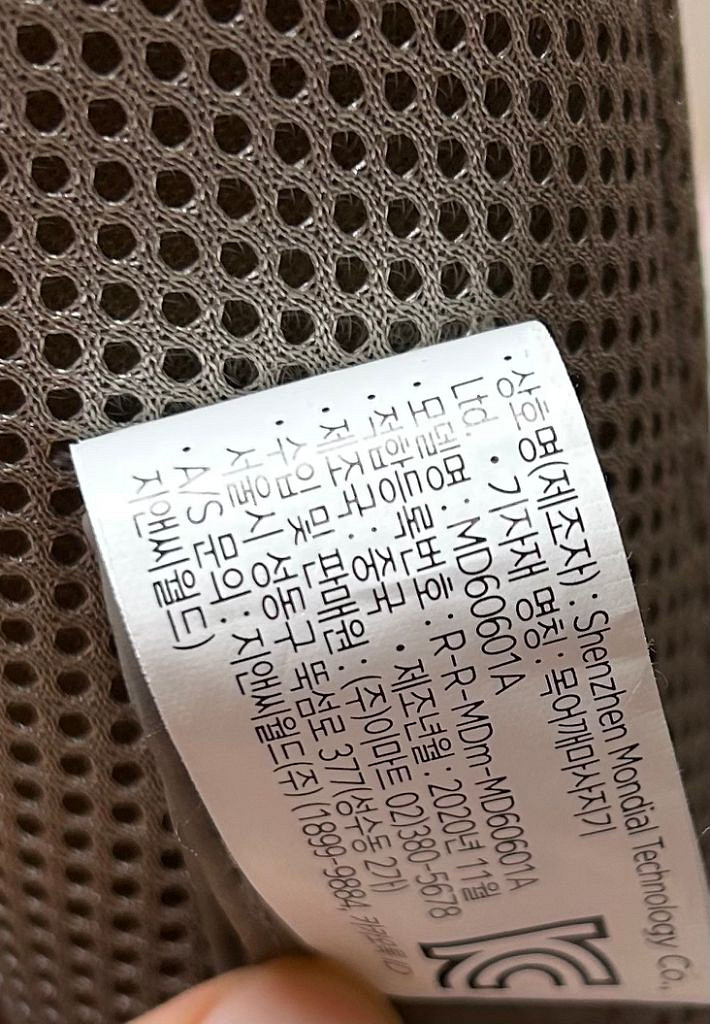 · 상호명(제조자) : Shenzhen Mondial Technology Co.,
Ltd. · 기자재 명칭 : 목어깨마사지기
· 모델명 : MD60601A
· 적합등록번호 : R-R-MDm-MD60601A
· 제조국 : 중국 · 제조년월 : 2020년 11월
· 수입 및 판매원 : (주)이마트 02)380-5678
서울시 성동구 뚝섬로 377(성수동 2가)
· A/S 문의 : 지앤씨월드(주) (1899-9884, 카카오톡 ID
지앤씨월드)